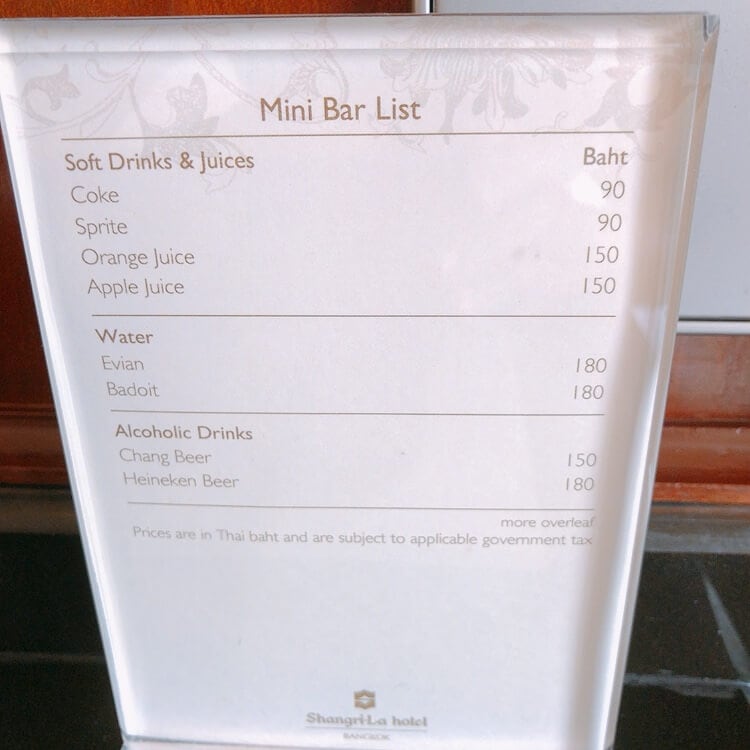 Mini Bar List
Soft Drinks & Juices Baht
Coke 90
Sprite 90
Orange Juice 150
Apple Juice 150
Water
Evian 180
Badoit 180
Alcoholic Drinks
Chang Beer 150
Heineken Beer 180
more overleaf
Prices are in Thai baht and are subject to applicable government tax
Shangri-La hotel
BANGKOK